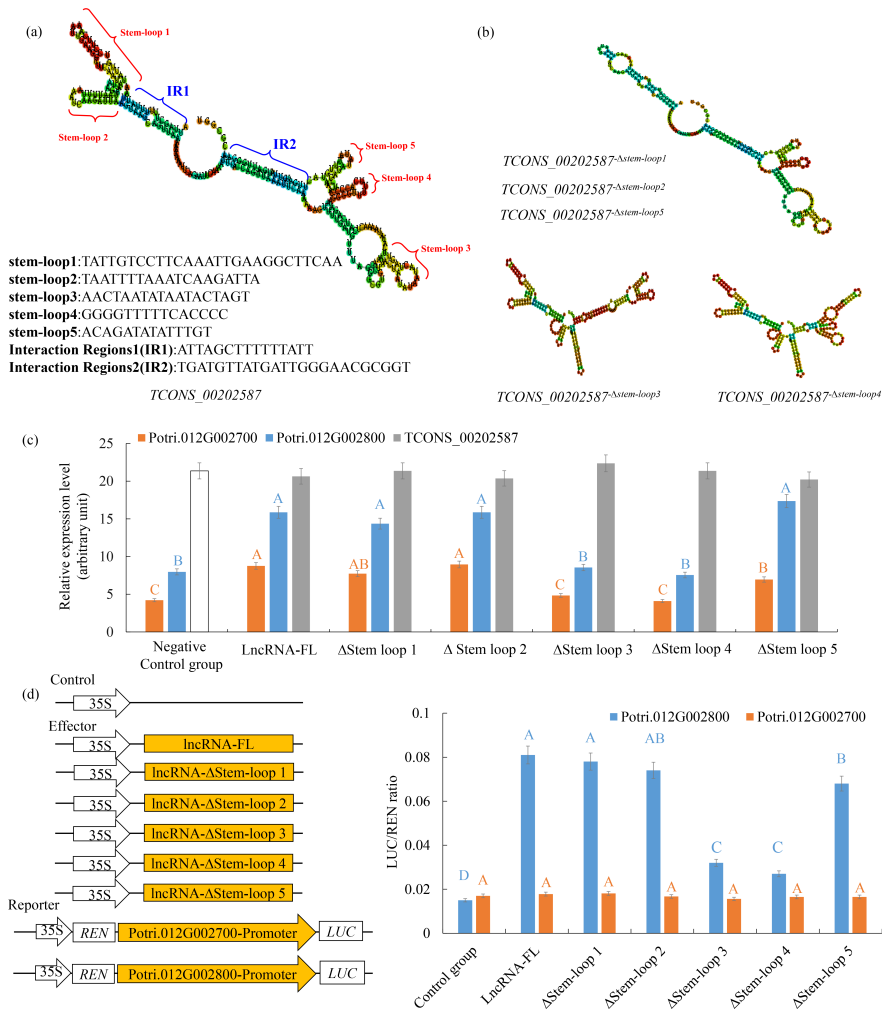 (a)
Stem-loop 1
IR1
Stem-loop 2
IR2
Stem-loop 5
Stem-loop 4
Stem-loop 3
stem-loop1:TATTGTCCTTCAAATTGAAGGCTTCAA
stem-loop2:TAATTTTAAATCAAGATTA
stem-loop3:AACTAATATAATACTAGT
stem-loop4:GGGGTTTTTCACCCC
stem-loop5:ACAGATATATTTGT
Interaction Regions1(IR1):ATTAGCTTTTTTATT
Interaction Regions2(IR2):TGATGTTATGATTGGGAACGCGGT
TCONS_00202587
(b)
TCONS_00202587-Δstem-loop1
TCONS_00202587-Δstem-loop2
TCONS_00202587-Δstem-loop5
TCONS_00202587-Δstem-loop3
TCONS_00202587-Δstem-loop4
(c)
Potri.012G002700 Potri.012G002800 TCONS_00202587
Relative expression level
(arbitrary unit)
25
20
15
10
5
0
C B
A A
AB A
A A
C B
C B
B A
Negative
Control group
LncRNA-FL
ΔStem loop 1
Δ Stem loop 2
ΔStem loop 3
ΔStem loop 4
ΔStem loop 5
(d)
Control
35S
Effector
35S lncRNA-FL
35S lncRNA-ΔStem-loop 1
35S lncRNA-ΔStem-loop 2
35S lncRNA-ΔStem-loop 3
35S lncRNA-ΔStem-loop 4
35S lncRNA-ΔStem-loop 5
Reporter
35S REN Potri.012G002700-Promoter LUC
35S REN Potri.012G002800-Promoter LUC
Potri.012G002800 Potri.012G002700
LUC/REN ratio
0.1
0.08
0.06
0.04
0.02
0
D A
A A
A A
AB A
C A
C A
B A
Control group
LncRNA-FL
ΔStem-loop 1
ΔStem-loop 2
ΔStem-loop 3
ΔStem-loop 4
ΔStem-loop 5